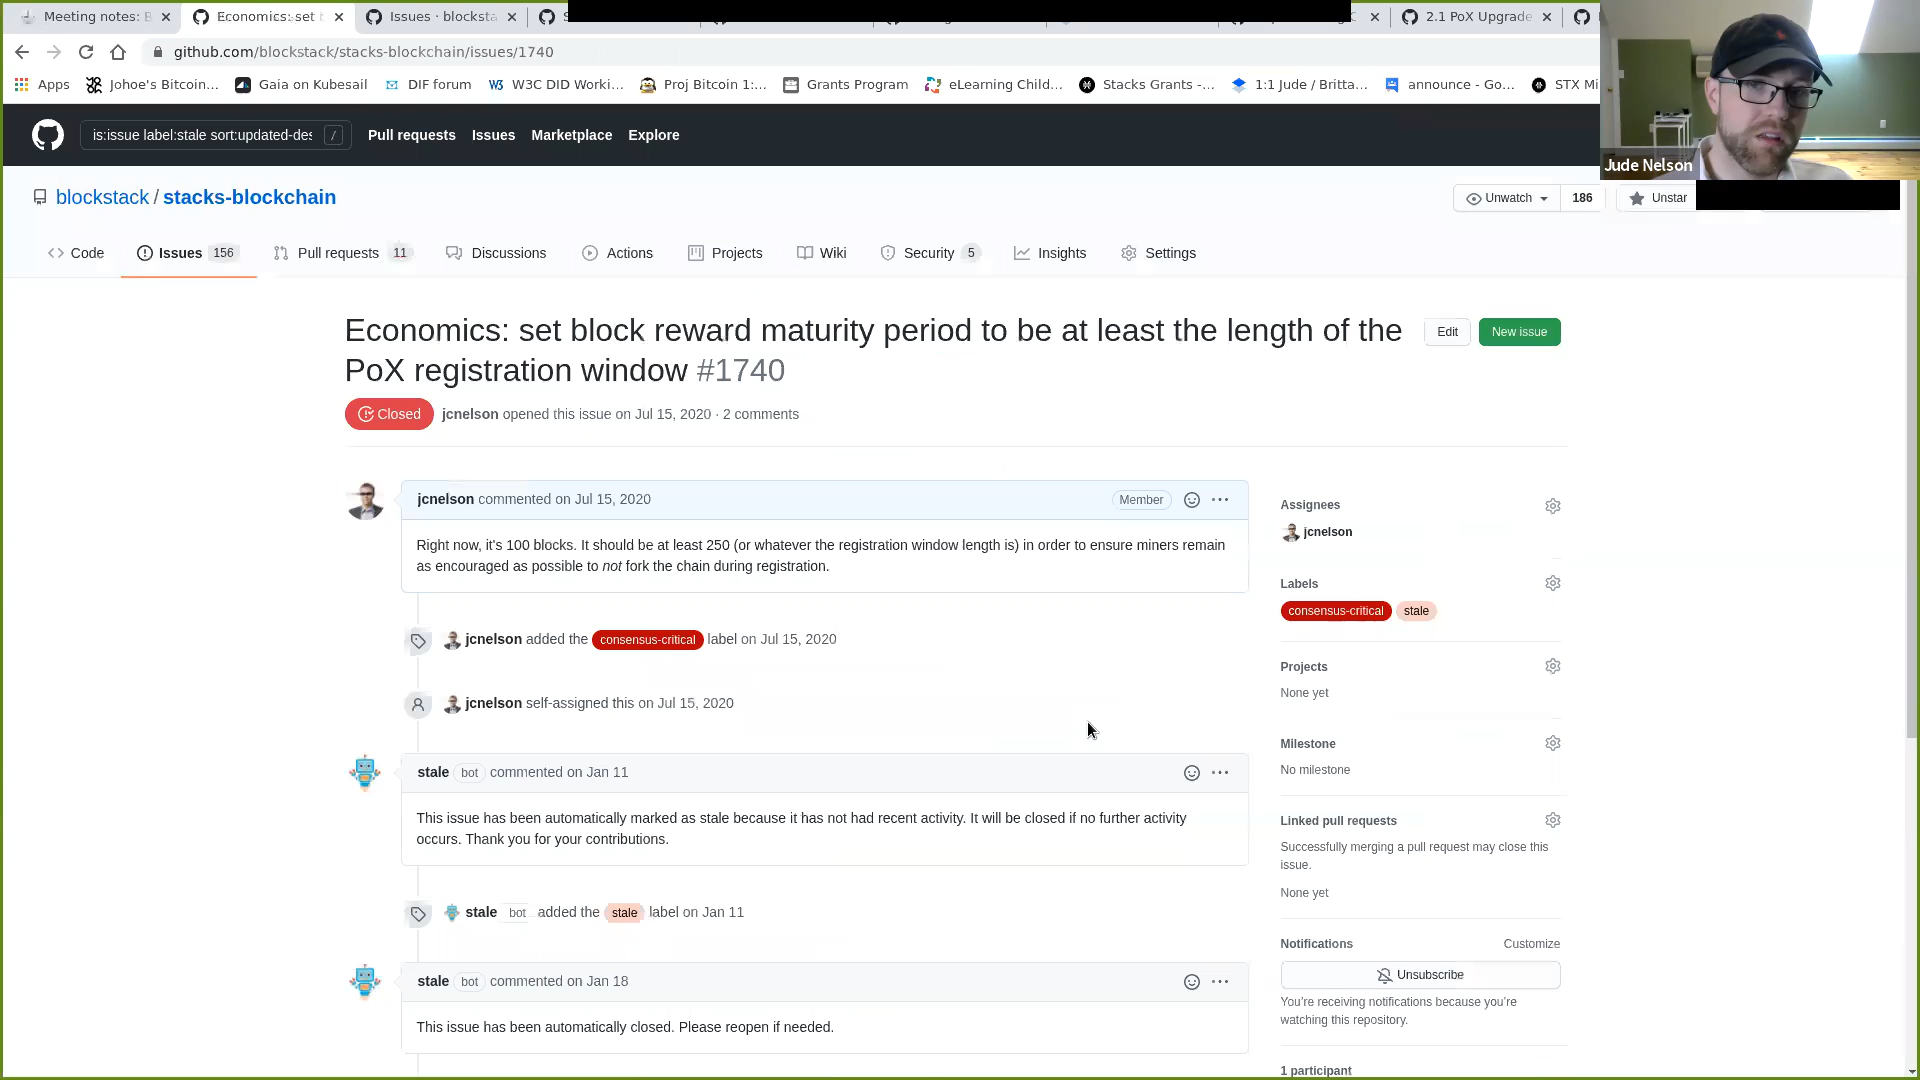 Meeting notes: B
Economics: set b
Issues · blocksta
2.1 PoX Upgrade
github.com/blockstack/stacks-blockchain/issues/1740
Apps
Johoe's Bitcoin...
Gaia on Kubesail
DIF forum
W3C DID Worki...
Proj Bitcoin 1:...
Grants Program
eLearning Child...
Stacks Grants -...
1:1 Jude / Britta...
announce - Go...
STX Mi
Jude Nelson
is:issue label:stale sort:updated-des
/
Pull requests
Issues
Marketplace
Explore
blockstack / stacks-blockchain
Unwatch
186
Unstar
Code
Issues 156
Pull requests 11
Discussions
Actions
Projects
Wiki
Security 5
Insights
Settings
Economics: set block reward maturity period to be at least the length of the
PoX registration window #1740
Edit
New issue
Closed
jcnelson opened this issue on Jul 15, 2020 · 2 comments
jcnelson commented on Jul 15, 2020
Member
Right now, it's 100 blocks. It should be at least 250 (or whatever the registration window length is) in order to ensure miners remain
as encouraged as possible to not fork the chain during registration.
jcnelson added the consensus-critical label on Jul 15, 2020
jcnelson self-assigned this on Jul 15, 2020
stale bot commented on Jan 11
This issue has been automatically marked as stale because it has not had recent activity. It will be closed if no further activity
occurs. Thank you for your contributions.
stale bot added the stale label on Jan 11
stale bot commented on Jan 18
This issue has been automatically closed. Please reopen if needed.
Assignees
jcnelson
Labels
consensus-critical stale
Projects
None yet
Milestone
No milestone
Linked pull requests
Successfully merging a pull request may close this
issue.
None yet
Notifications
Customize
Unsubscribe
You're receiving notifications because you're
watching this repository.
1 participant